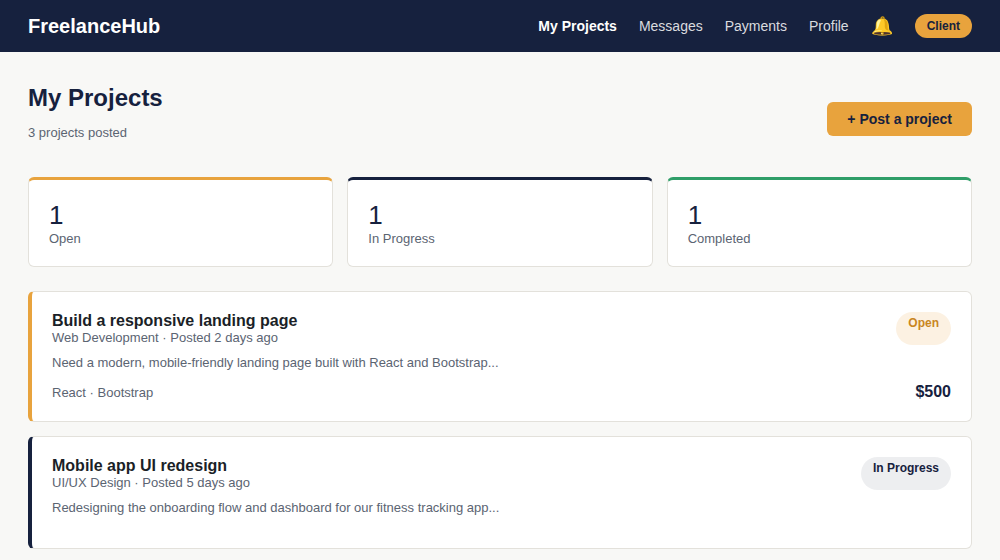 FreelanceHub
My Projects Messages Payments Profile 🔔 Client
My Projects
3 projects posted
+ Post a project
1
Open
1
In Progress
1
Completed
Build a responsive landing page
Web Development · Posted 2 days ago
Open
Need a modern, mobile-friendly landing page built with React and Bootstrap...
React · Bootstrap
$500
Mobile app UI redesign
UI/UX Design · Posted 5 days ago
In Progress
Redesigning the onboarding flow and dashboard for our fitness tracking app...